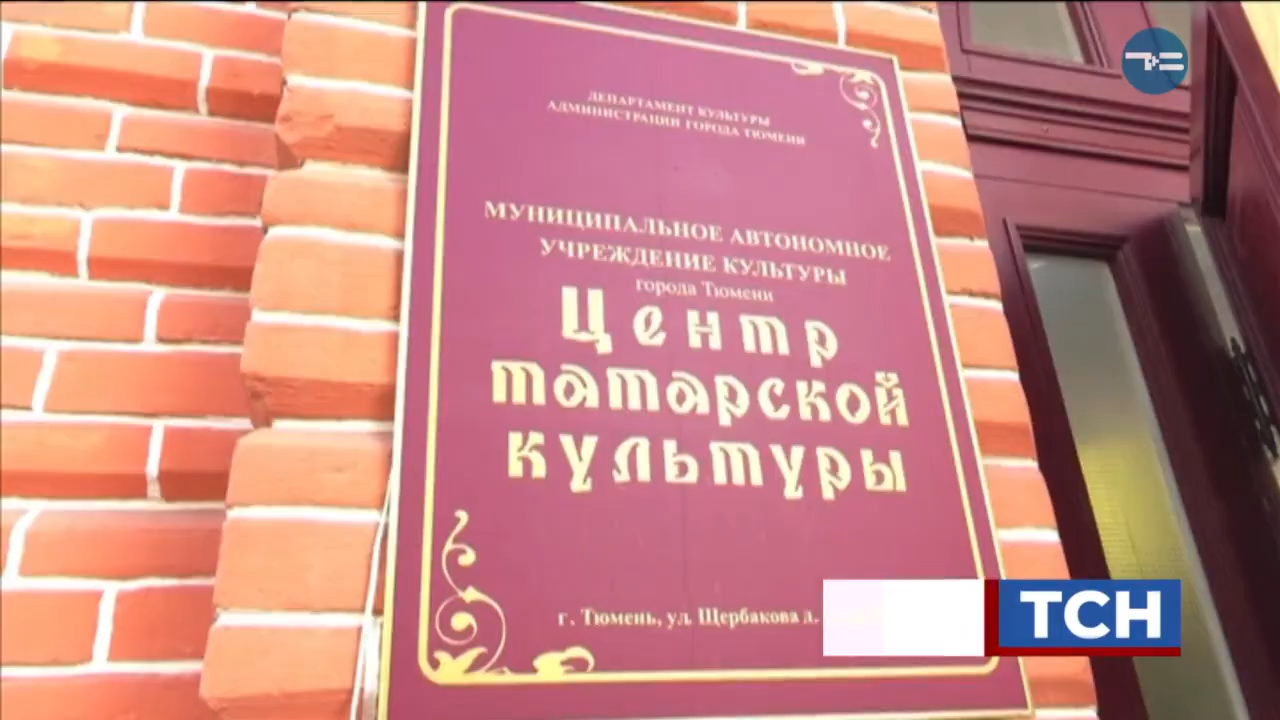 ДЕПАРТАМЕНТ КУЛЬТУРЫ
АДМИНИСТРАЦИИ ГОРОДА ТЮМЕНИ
МУНИЦИПАЛЬНОЕ АВТОНОМНОЕ
УЧРЕЖДЕНИЕ КУЛЬТУРЫ
города Тюмени
Центр
татарской
культуры
г. Тюмень, ул. Щербакова д.
ТСН